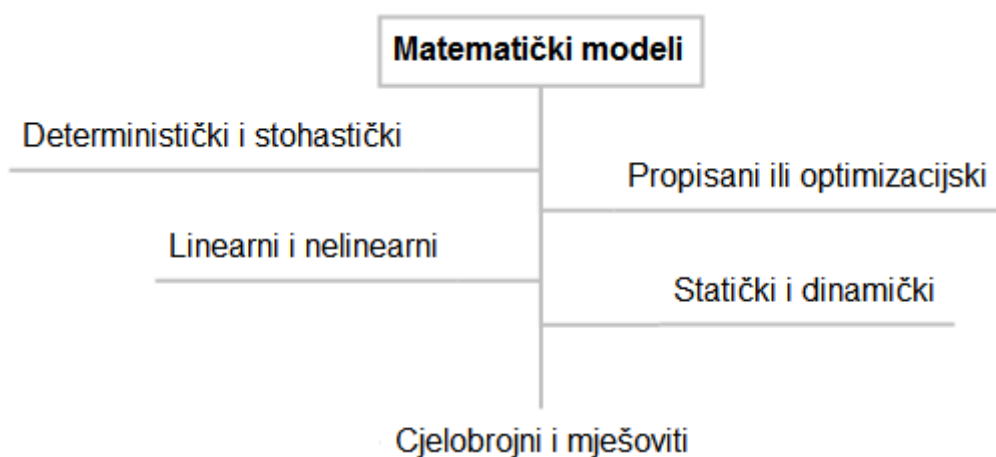 Matematički modeli
Deterministički i stohastički
Propisani ili optimizacijski
Linearni i nelinearni
Statički i dinamički
Cjelobrojni i mješoviti